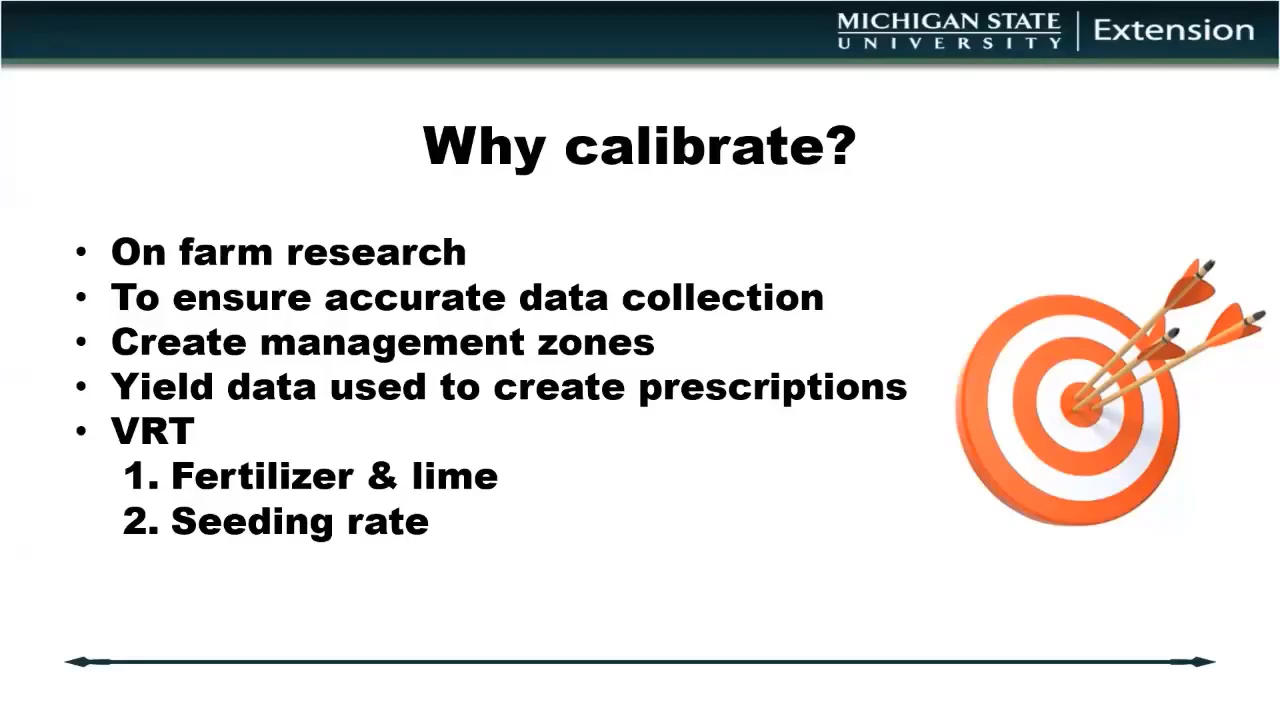 MICHIGAN STATE
UNIVERSITY
Extension
Why calibrate?
• On farm research
• To ensure accurate data collection
• Create management zones
• Yield data used to create prescriptions
• VRT
1. Fertilizer & lime
2. Seeding rate